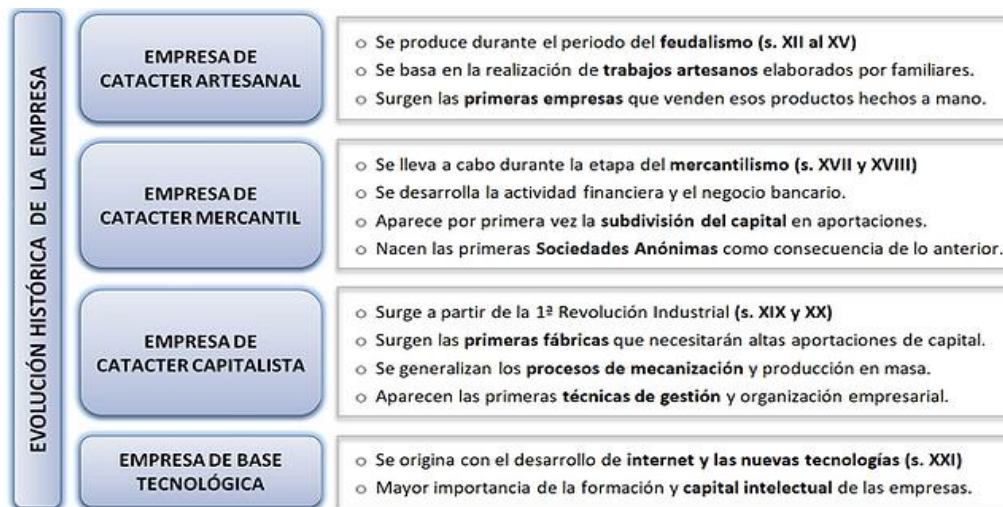 EVOLUCIÓN HISTÓRICA DE LA EMPRESA
EMPRESA DE
CATACTER ARTESANAL
o Se produce durante el periodo del feudalismo (s. XII al XV)
o Se basa en la realización de trabajos artesanos elaborados por familiares.
o Surgen las primeras empresas que venden esos productos hechos a mano.
EMPRESA DE
CATACTER MERCANTIL
o Se lleva a cabo durante la etapa del mercantilismo (s. XVII y XVIII)
o Se desarrolla la actividad financiera y el negocio bancario.
o Aparece por primera vez la subdivisión del capital en aportaciones.
o Nacen las primeras Sociedades Anónimas como consecuencia de lo anterior.
EMPRESA DE
CATACTER CAPITALISTA
o Surge a partir de la 1ª Revolución Industrial (s. XIX y XX)
o Surgen las primeras fábricas que necesitarán altas aportaciones de capital.
o Se generalizan los procesos de mecanización y producción en masa.
o Aparecen las primeras técnicas de gestión y organización empresarial.
EMPRESA DE BASE
TECNOLÓGICA
o Se origina con el desarrollo de internet y las nuevas tecnologías (s. XXI)
o Mayor importancia de la formación y capital intelectual de las empresas.